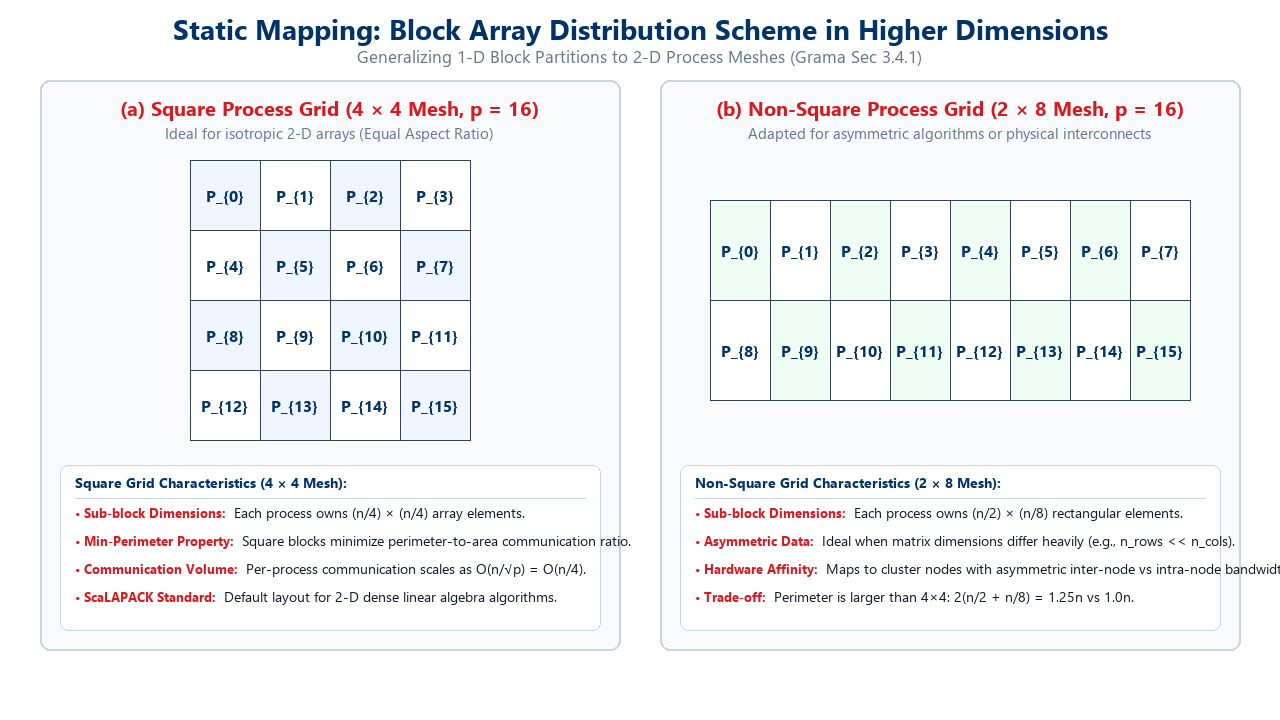 Static Mapping: Block Array Distribution Scheme in Higher Dimensions
Generalizing 1-D Block Partitions to 2-D Process Meshes (Grama Sec 3.4.1)
(a) Square Process Grid (4 × 4 Mesh, p = 16)
Ideal for isotropic 2-D arrays (Equal Aspect Ratio)
P_{0} P_{1} P_{2} P_{3}
P_{4} P_{5} P_{6} P_{7}
P_{8} P_{9} P_{10} P_{11}
P_{12} P_{13} P_{14} P_{15}
Square Grid Characteristics (4 × 4 Mesh):
• Sub-block Dimensions: Each process owns (n/4) × (n/4) array elements.
• Min-Perimeter Property: Square blocks minimize perimeter-to-area communication ratio.
• Communication Volume: Per-process communication scales as O(n/√p) = O(n/4).
• ScaLAPACK Standard: Default layout for 2-D dense linear algebra algorithms.
(b) Non-Square Process Grid (2 × 8 Mesh, p = 16)
Adapted for asymmetric algorithms or physical interconnects
P_{0} P_{1} P_{2} P_{3} P_{4} P_{5} P_{6} P_{7}
P_{8} P_{9} P_{10} P_{11} P_{12} P_{13} P_{14} P_{15}
Non-Square Grid Characteristics (2 × 8 Mesh):
• Sub-block Dimensions: Each process owns (n/2) × (n/8) rectangular elements.
• Asymmetric Data: Ideal when matrix dimensions differ heavily (e.g., n_rows << n_cols).
• Hardware Affinity: Maps to cluster nodes with asymmetric inter-node vs intra-node
• Trade-off: Perimeter is larger than 4×4: 2(n/2 + n/8) = 1.25n vs 1.0n.